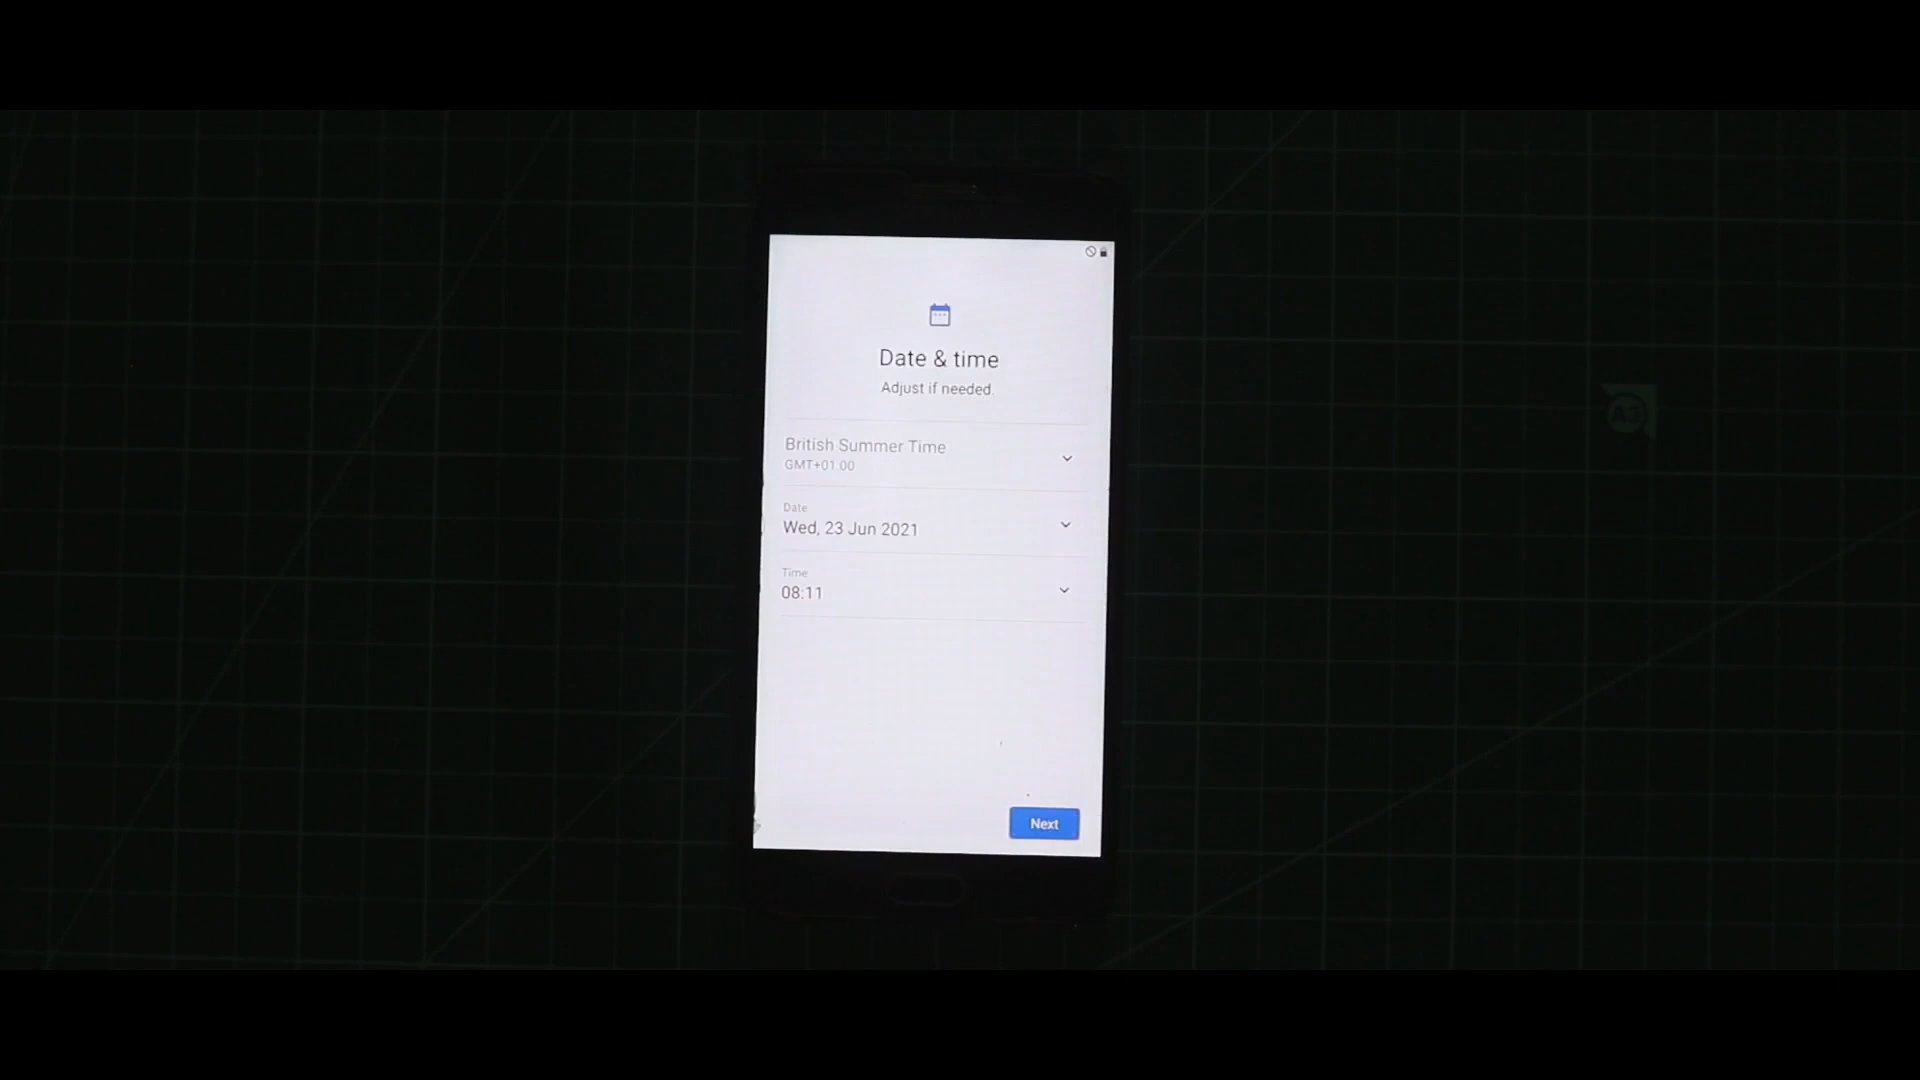 Date & time
Adjust if needed.
British Summer Time
GMT+01:00
Date
Wed, 23 Jun 2021
Time
08:11
Next
A3